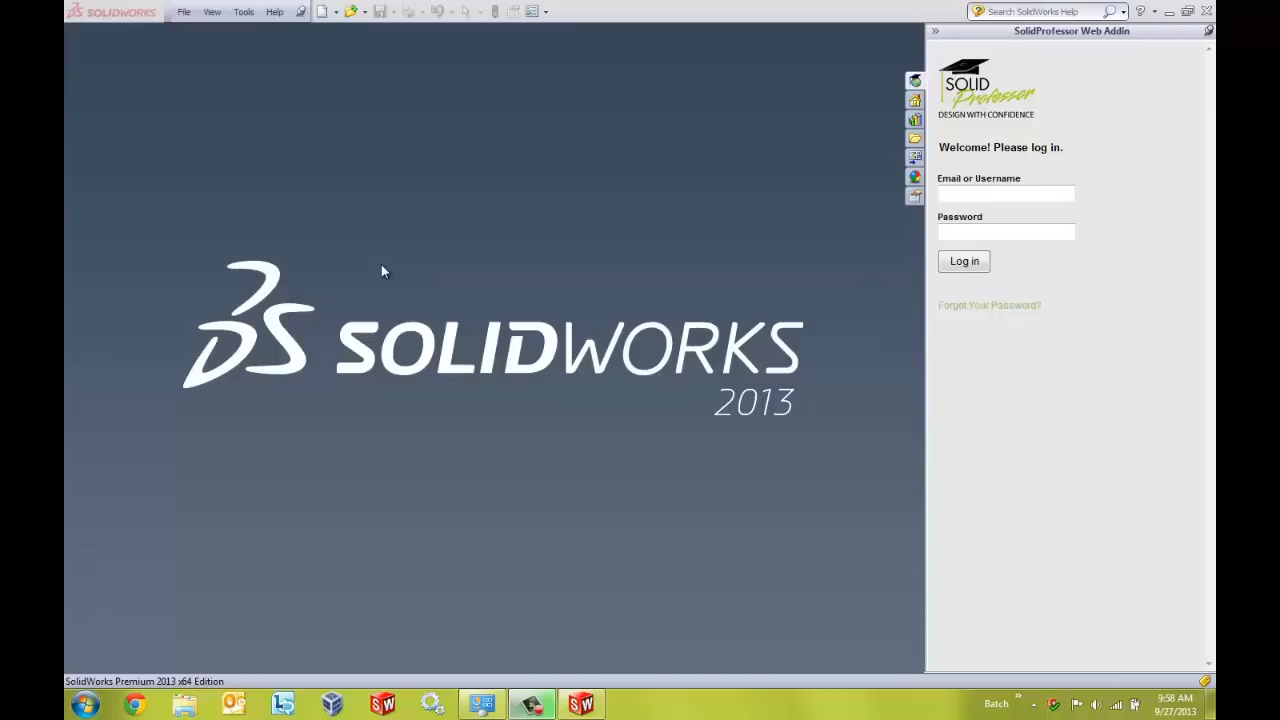 SOLIDWORKS File View Tools Help Search SolidWorks Help
SolidProfessor Web Addin
SOLID
Professor
DESIGN WITH CONFIDENCE
Welcome! Please log in.
Email or Username
Password
Log in
Forgot Your Password?
SOLIDWORKS
2013
SolidWorks Premium 2013 x64 Edition
Batch
9:58 AM
9/27/2013